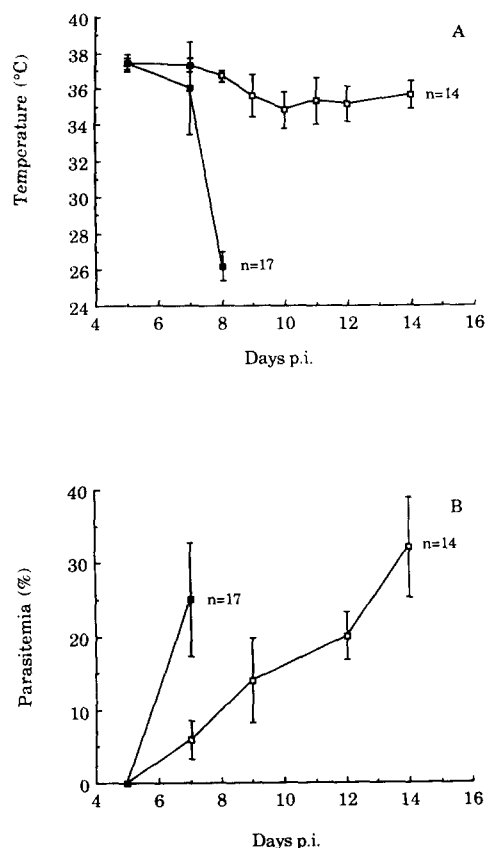 A
40
38
36
34
32
30
28
26
24
Temperature (°C)
n=14
n=17
4 6 8 10 12 14 16
Days p.i.
B
40
30
20
10
0
Parasitemia (%)
n=17
n=14
4 6 8 10 12 14 16
Days p.i.